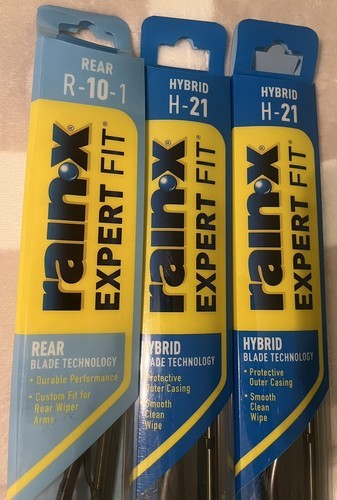 REAR
R-10-1
rain-x®
EXPERT FIT®
REAR
BLADE TECHNOLOGY
• Durable Performance
• Custom Fit for
Rear Wiper
Arms
HYBRID
H-21
rain-x®
EXPERT FIT®
YBRID
BLADE TECHNOLOGY
Protective
Outer Casing
Smooth
Clean
Wipe
HYBRID
H-21
rain-x®
EXPERT FIT®
HYBRID
BLADE TECHNOLOGY
• Protective
Outer Casing
• Smooth
Clean
Wipe